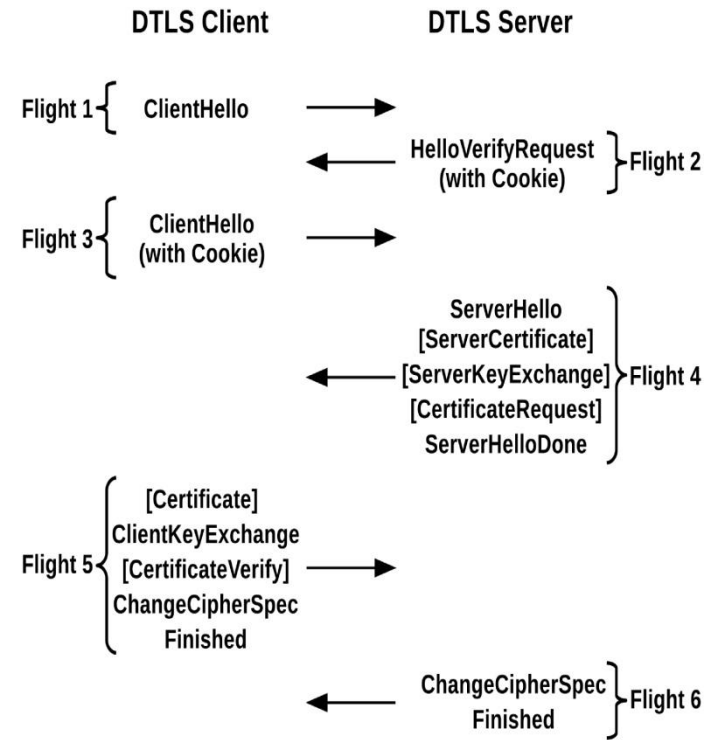 DTLS Client
DTLS Server
Flight 1
ClientHello
HelloVerifyRequest
(with Cookie)
Flight 2
Flight 3
ClientHello
(with Cookie)
ServerHello
[ServerCertificate]
[ServerKeyExchange]
[CertificateRequest]
ServerHelloDone
Flight 4
Flight 5
[Certificate]
ClientKeyExchange
[CertificateVerify]
ChangeCipherSpec
Finished
ChangeCipherSpec
Finished
Flight 6